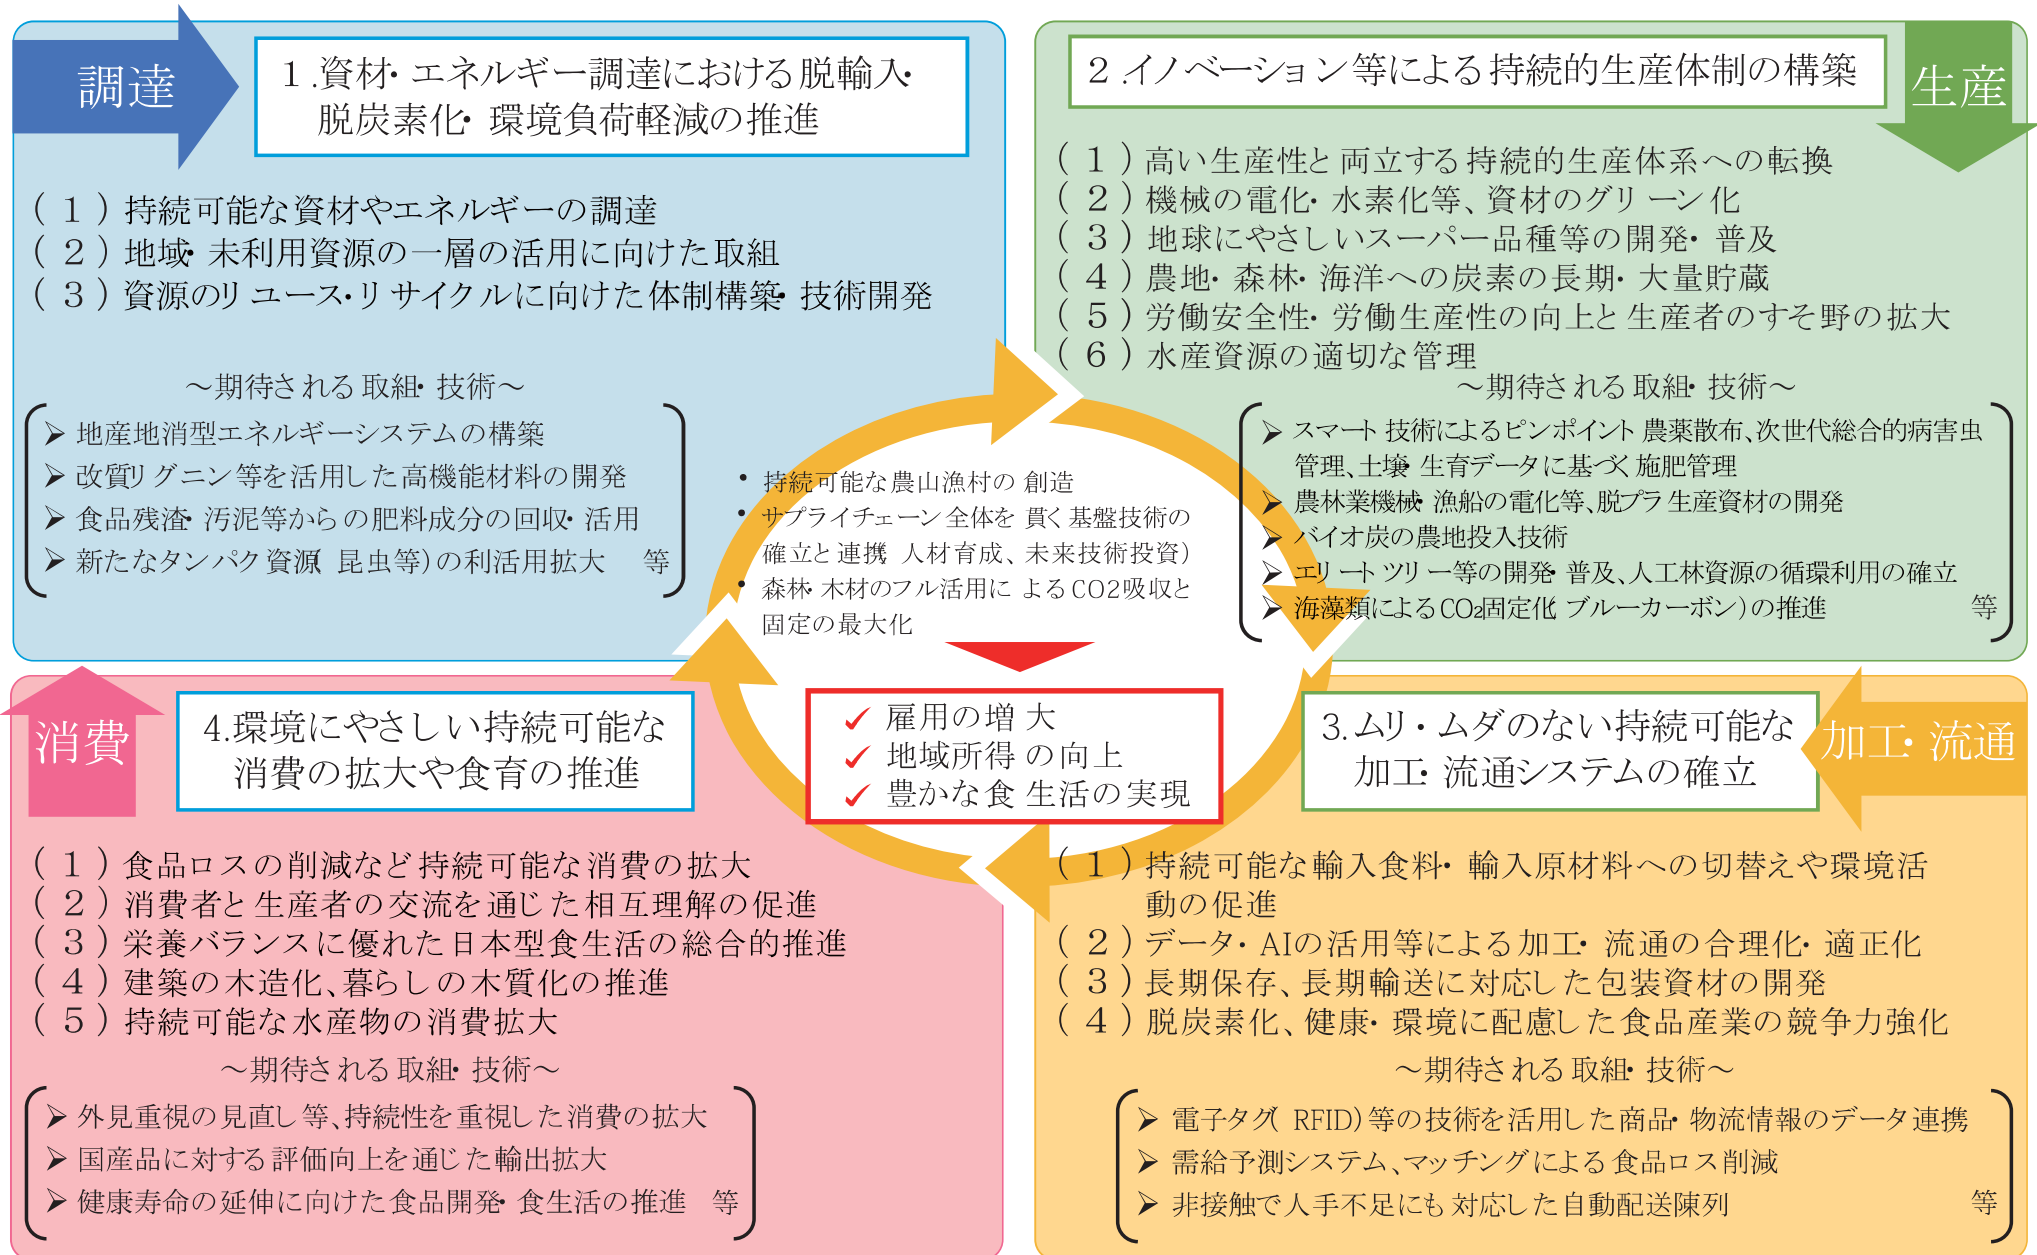 調達
1.資材・エネルギー調達における脱輸入・
脱炭素化・環境負荷軽減の推進
(1)持続可能な資材やエネルギーの調達
(2)地域・未利用資源の一層の活用に向けた取組
(3)資源のリユース・リサイクルに向けた体制構築・技術開発
～期待される取組・技術～
➢ 地産地消型エネルギーシステムの構築
➢ 改質リグニン等を活用した高機能材料の開発
➢ 食品残渣・汚泥等からの肥料成分の回収・活用
➢ 新たなタンパク資源(昆虫等)の利活用拡大 等
2.イノベーション等による持続的生産体制の構築
生産
(1)高い生産性と両立する持続的生産体系への転換
(2)機械の電化・水素化等、資材のグリーン化
(3)地球にやさしいスーパー品種等の開発・普及
(4)農地・森林・海洋への炭素の長期・大量貯蔵
(5)労働安全性・労働生産性の向上と生産者のすそ野の拡大
(6)水産資源の適切な管理
～期待される取組・技術～
➢ スマート技術によるピンポイント農薬散布、次世代総合的病害虫
管理、土壌・生育データに基づく施肥管理
➢ 農林業機械・漁船の電化等、脱プラ生産資材の開発
➢ バイオ炭の農地投入技術
➢ エリートツリー等の開発・普及、人工林資源の循環利用の確立
➢ 海藻類によるCO₂固定化(ブルーカーボン)の推進 等
・持続可能な農山漁村の創造
・サプライチェーン全体を貫く基盤技術の
確立と連携(人材育成、未来技術投資)
・森林・木材のフル活用によるCO2吸収と
固定の最大化
✓ 雇用の増大
✓ 地域所得の向上
✓ 豊かな食生活の実現
消費
4.環境にやさしい持続可能な
消費の拡大や食育の推進
(1)食品ロスの削減など持続可能な消費の拡大
(2)消費者と生産者の交流を通じた相互理解の促進
(3)栄養バランスに優れた日本型食生活の総合的推進
(4)建築の木造化、暮らしの木質化の推進
(5)持続可能な水産物の消費拡大
～期待される取組・技術～
➢ 外見重視の見直し等、持続性を重視した消費の拡大
➢ 国産品に対する評価向上を通じた輸出拡大
➢ 健康寿命の延伸に向けた食品開発・食生活の推進 等
3.ムリ・ムダのない持続可能な
加工・流通システムの確立
加工・流通
(1)持続可能な輸入食料・輸入原材料への切替えや環境活
動の促進
(2)データ・AIの活用等による加工・流通の合理化・適正化
(3)長期保存、長期輸送に対応した包装資材の開発
(4)脱炭素化、健康・環境に配慮した食品産業の競争力強化
～期待される取組・技術～
➢ 電子タグ(RFID)等の技術を活用した商品・物流情報のデータ連携
➢ 需給予測システム、マッチングによる食品ロス削減
➢ 非接触で人手不足にも対応した自動配送陳列 等